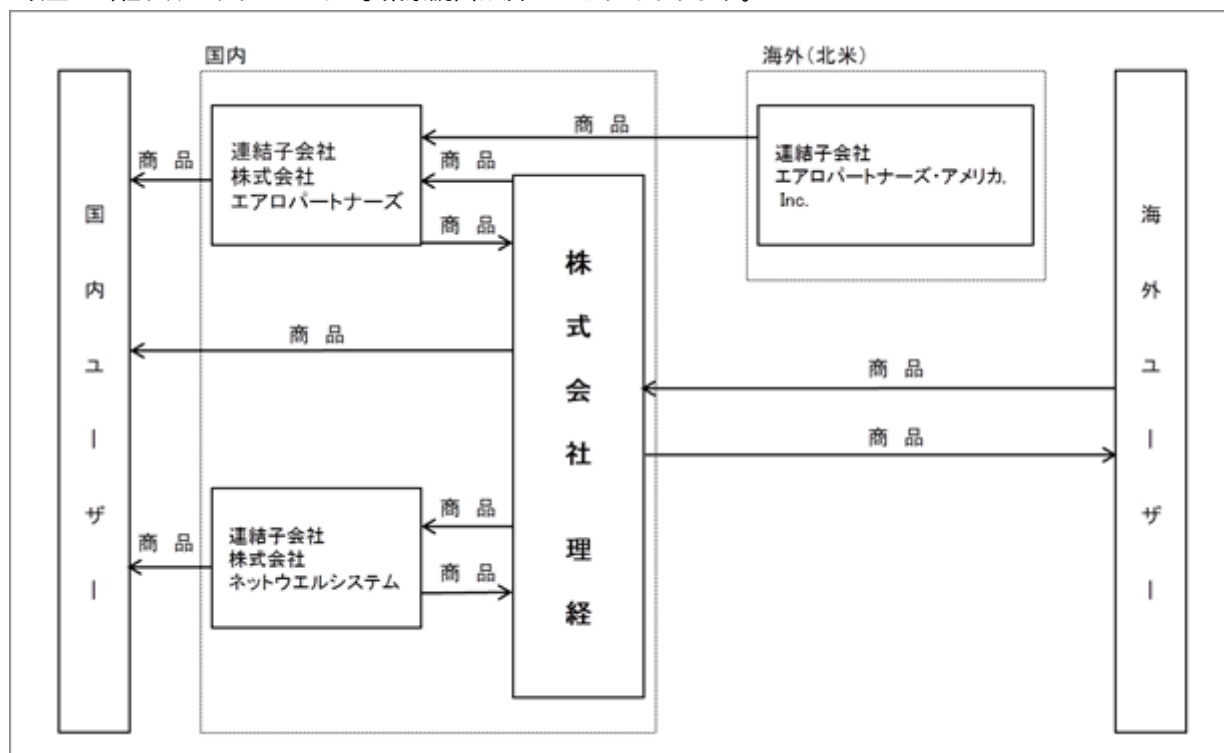 国内
海外(北米)
商 品
連結子会社
株式会社
エアロパートナーズ
商 品
商 品
商 品
連結子会社
エアロパートナーズ・アメリカ,
Inc.
国内ユーザー
株式会社 理経
海外ユーザー
商 品
商 品
商 品
連結子会社
株式会社
ネットウエルシステム
商 品
商 品
商 品